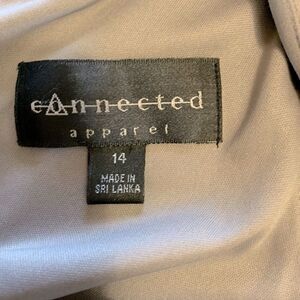 connected
apparel
14
MADE IN
SRI LANKA